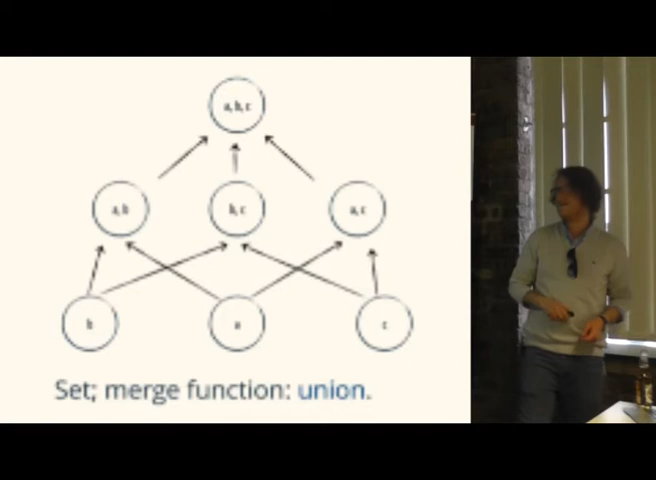 a, b, c
a, b
b, c
a, c
b
a
c
Set; merge function: union.